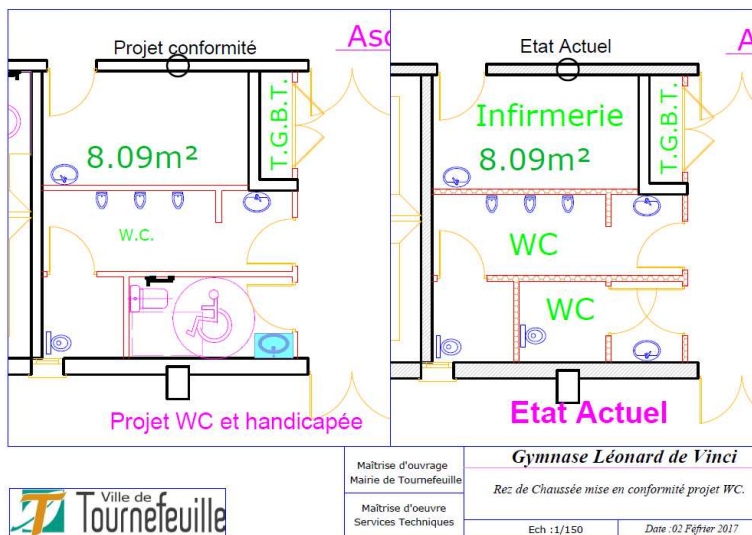 Projet conformité
Asc
8.09m²
T.G.B.T.
W.C.
Projet WC et handicapée
Etat Actuel
A
Infirmerie
8.09m²
T.G.B.T.
WC
WC
Etat Actuel
Ville de
Tournefeuille
Maîtrise d'ouvrage
Mairie de Tournefeuille
Maîtrise d'oeuvre
Services Techniques
Gymnase Léonard de Vinci
Rez de Chaussée mise en conformité projet WC.
Ech :1/150
Date :02 Féfrier 2017